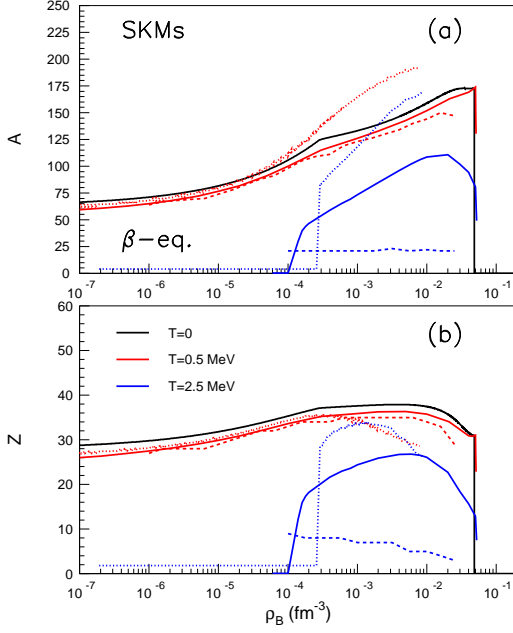 SKMs
(a)
A
250
225
200
175
150
125
100
75
50
25
0
β−eq.
10⁻⁷ 10⁻⁶ 10⁻⁵ 10⁻⁴ 10⁻³ 10⁻² 10⁻¹
(b)
Z
60
50
40
30
20
10
0
T=0
T=0.5 MeV
T=2.5 MeV
10⁻⁷ 10⁻⁶ 10⁻⁵ 10⁻⁴ 10⁻³ 10⁻² 10⁻¹
ρB (fm⁻³)